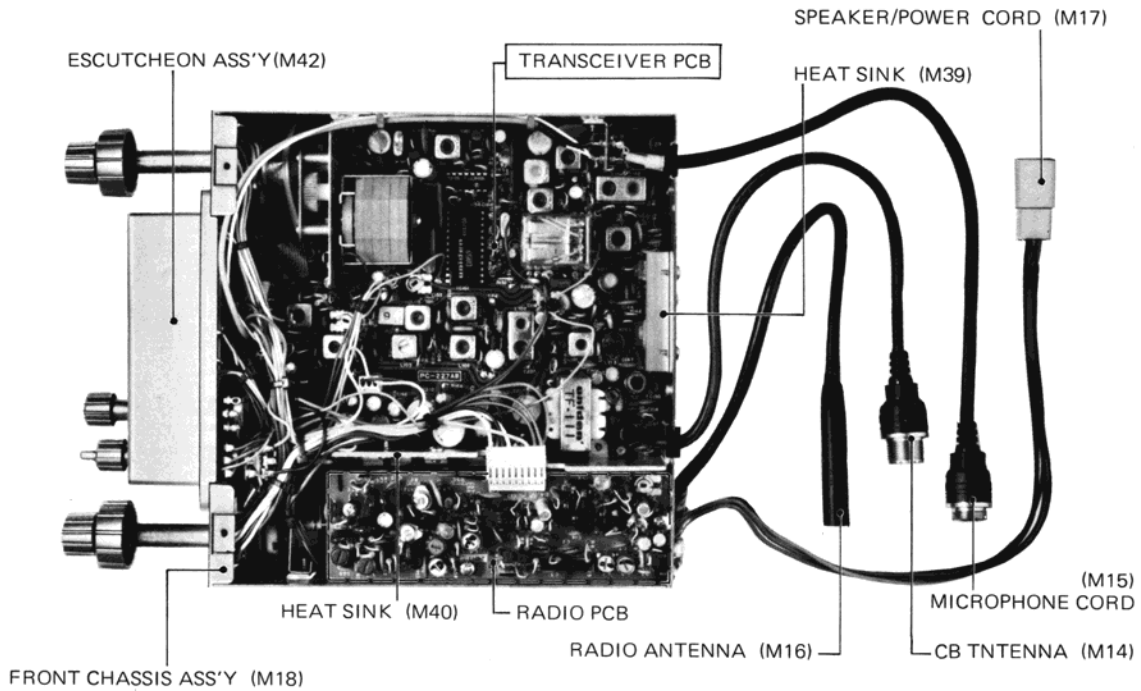 SPEAKER/POWER CORD (M17)
ESCUTCHEON ASS'Y (M42)
TRANSCEIVER PCB
HEAT SINK (M39)
PC-227AB
uniden
TF-111
HEAT SINK (M40)
RADIO PCB
(M15)
MICROPHONE CORD
RADIO ANTENNA (M16)
CB TNTENNA (M14)
FRONT CHASSIS ASS'Y (M18)